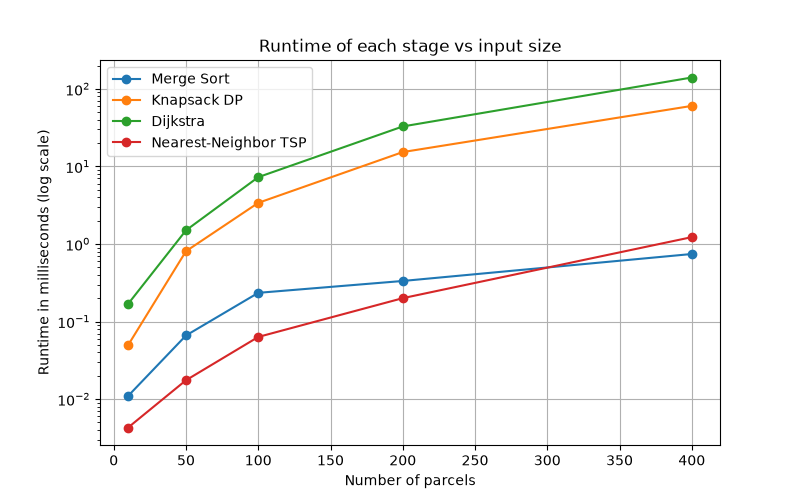 Runtime of each stage vs input size
Merge Sort
Knapsack DP
Dijkstra
Nearest-Neighbor TSP
Runtime in milliseconds (log scale)
10²
10¹
10⁰
10⁻¹
10⁻²
0 50 100 150 200 250 300 350 400
Number of parcels